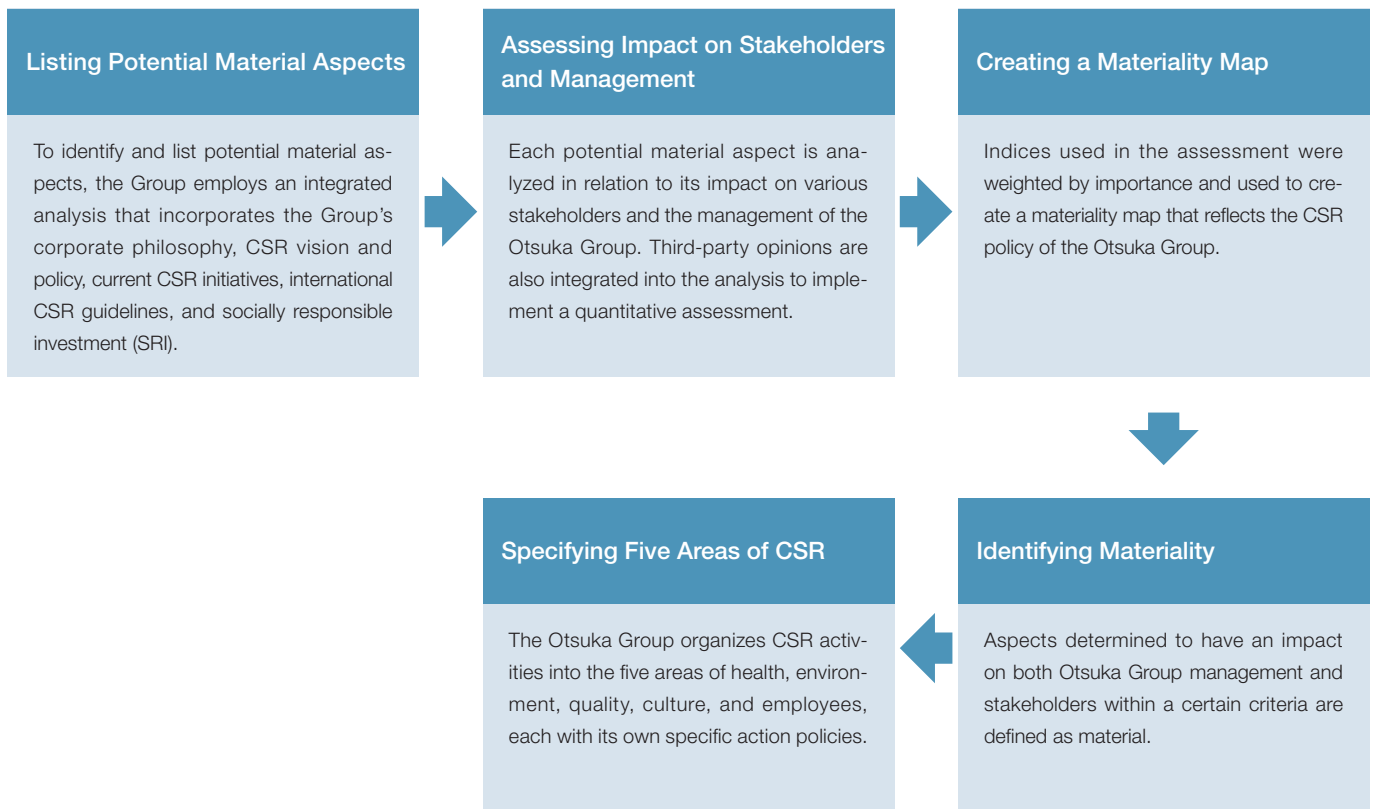 Listing Potential Material Aspects
To identify and list potential material as-
pects, the Group employs an integrated
analysis that incorporates the Group's
corporate philosophy, CSR vision and
policy, current CSR initiatives, international
CSR guidelines, and socially responsible
investment (SRI).
Assessing Impact on Stakeholders
and Management
Each potential material aspect is ana-
lyzed in relation to its impact on various
stakeholders and the management of the
Otsuka Group. Third-party opinions are
also integrated into the analysis to imple-
ment a quantitative assessment.
Creating a Materiality Map
Indices used in the assessment were
weighted by importance and used to cre-
ate a materiality map that reflects the CSR
policy of the Otsuka Group.
Identifying Materiality
Aspects determined to have an impact
on both Otsuka Group management and
stakeholders within a certain criteria are
defined as material.
Specifying Five Areas of CSR
The Otsuka Group organizes CSR activ-
ities into the five areas of health, environ-
ment, quality, culture, and employees,
each with its own specific action policies.